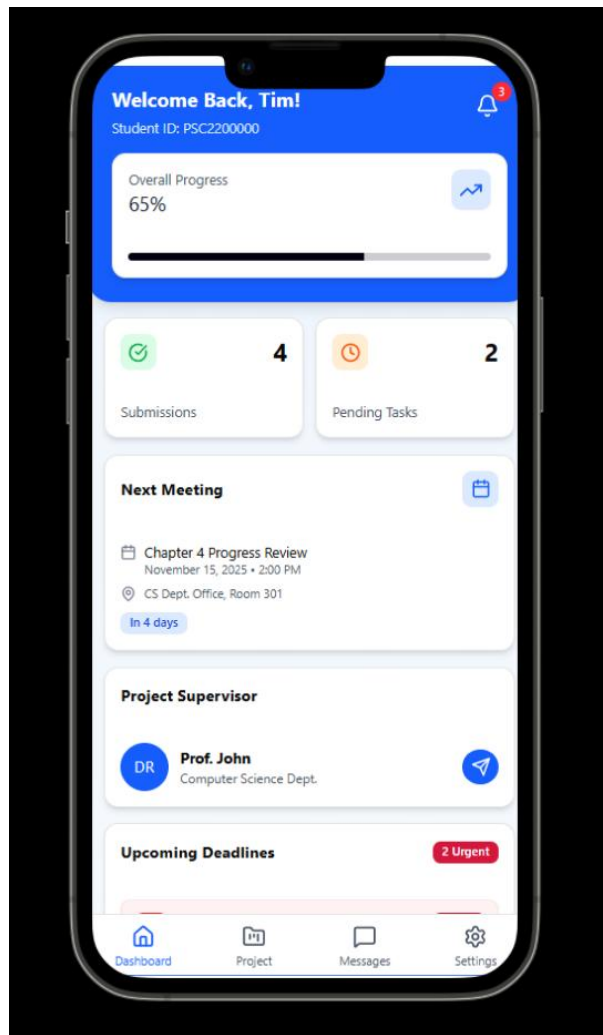 Welcome Back, Tim!
3
Student ID: PSC2200000
Overall Progress
65%
4
2
Submissions
Pending Tasks
Next Meeting
Chapter 4 Progress Review
November 15, 2025 • 2:00 PM
CS Dept. Office, Room 301
In 4 days
Project Supervisor
DR
Prof. John
Computer Science Dept.
Upcoming Deadlines
2 Urgent
Dashboard
Project
Messages
Settings